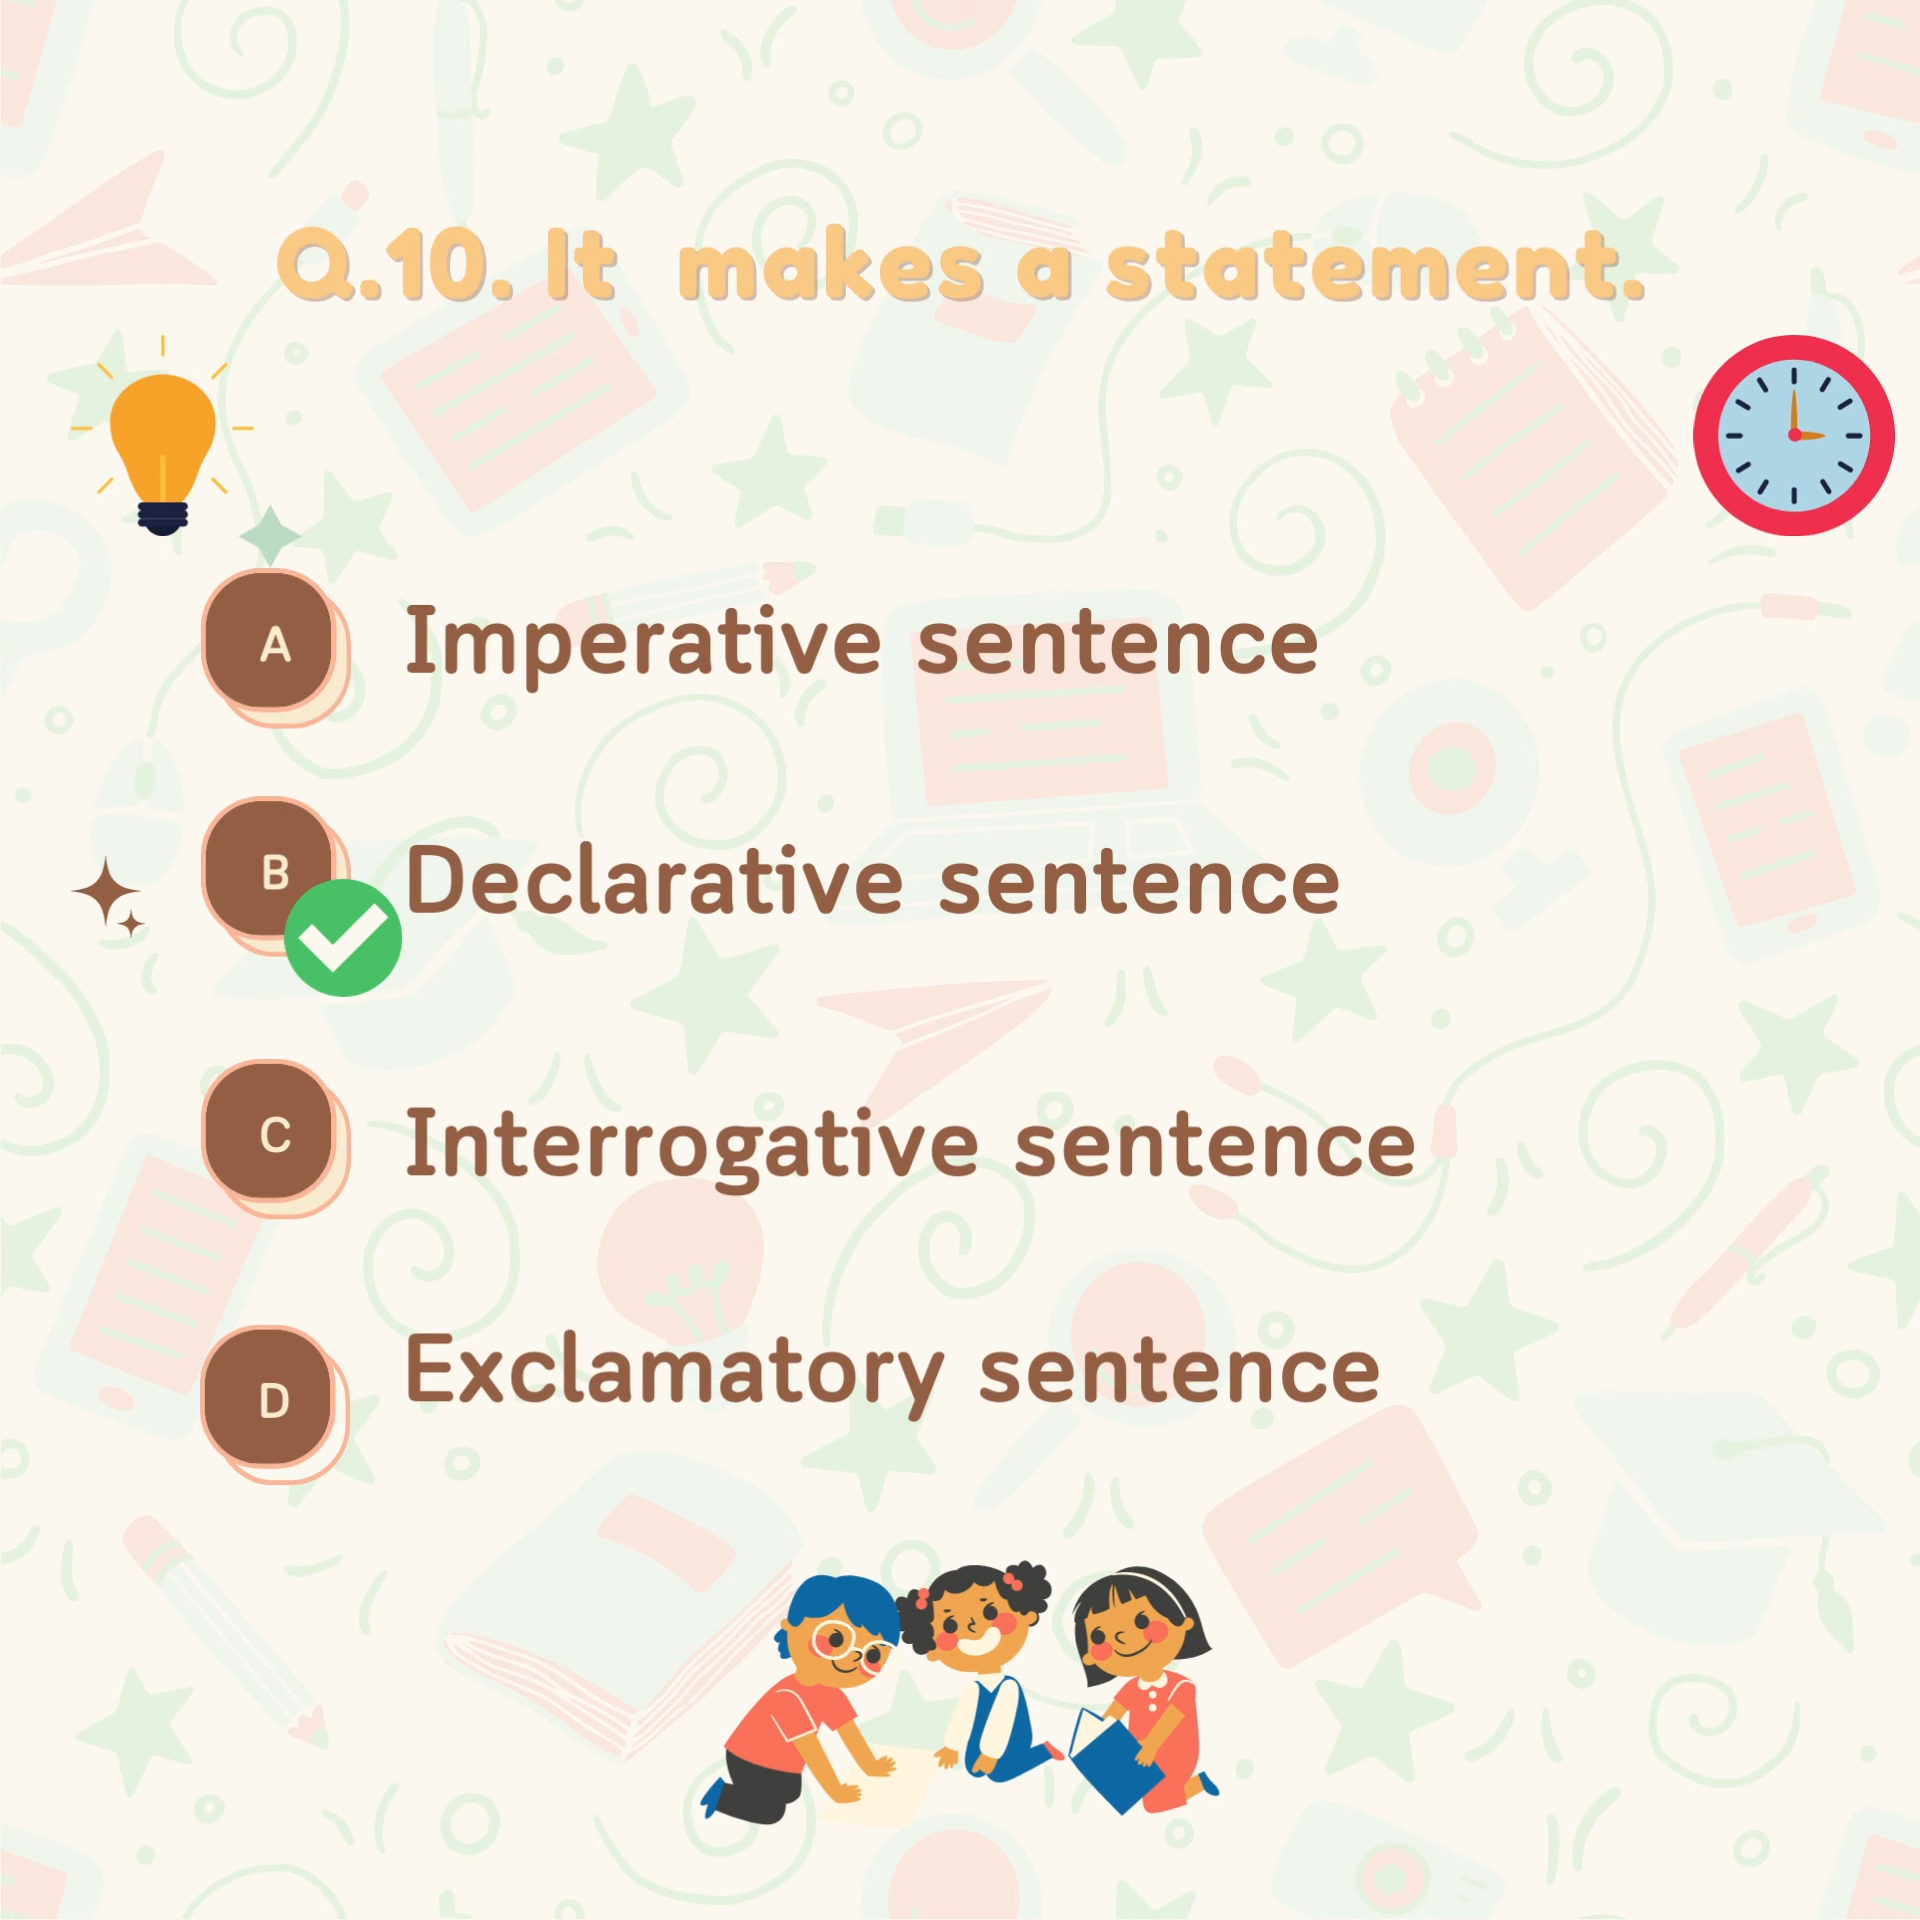 Q.10. It makes a statement.
A Imperative sentence
B Declarative sentence
C Interrogative sentence
D Exclamatory sentence